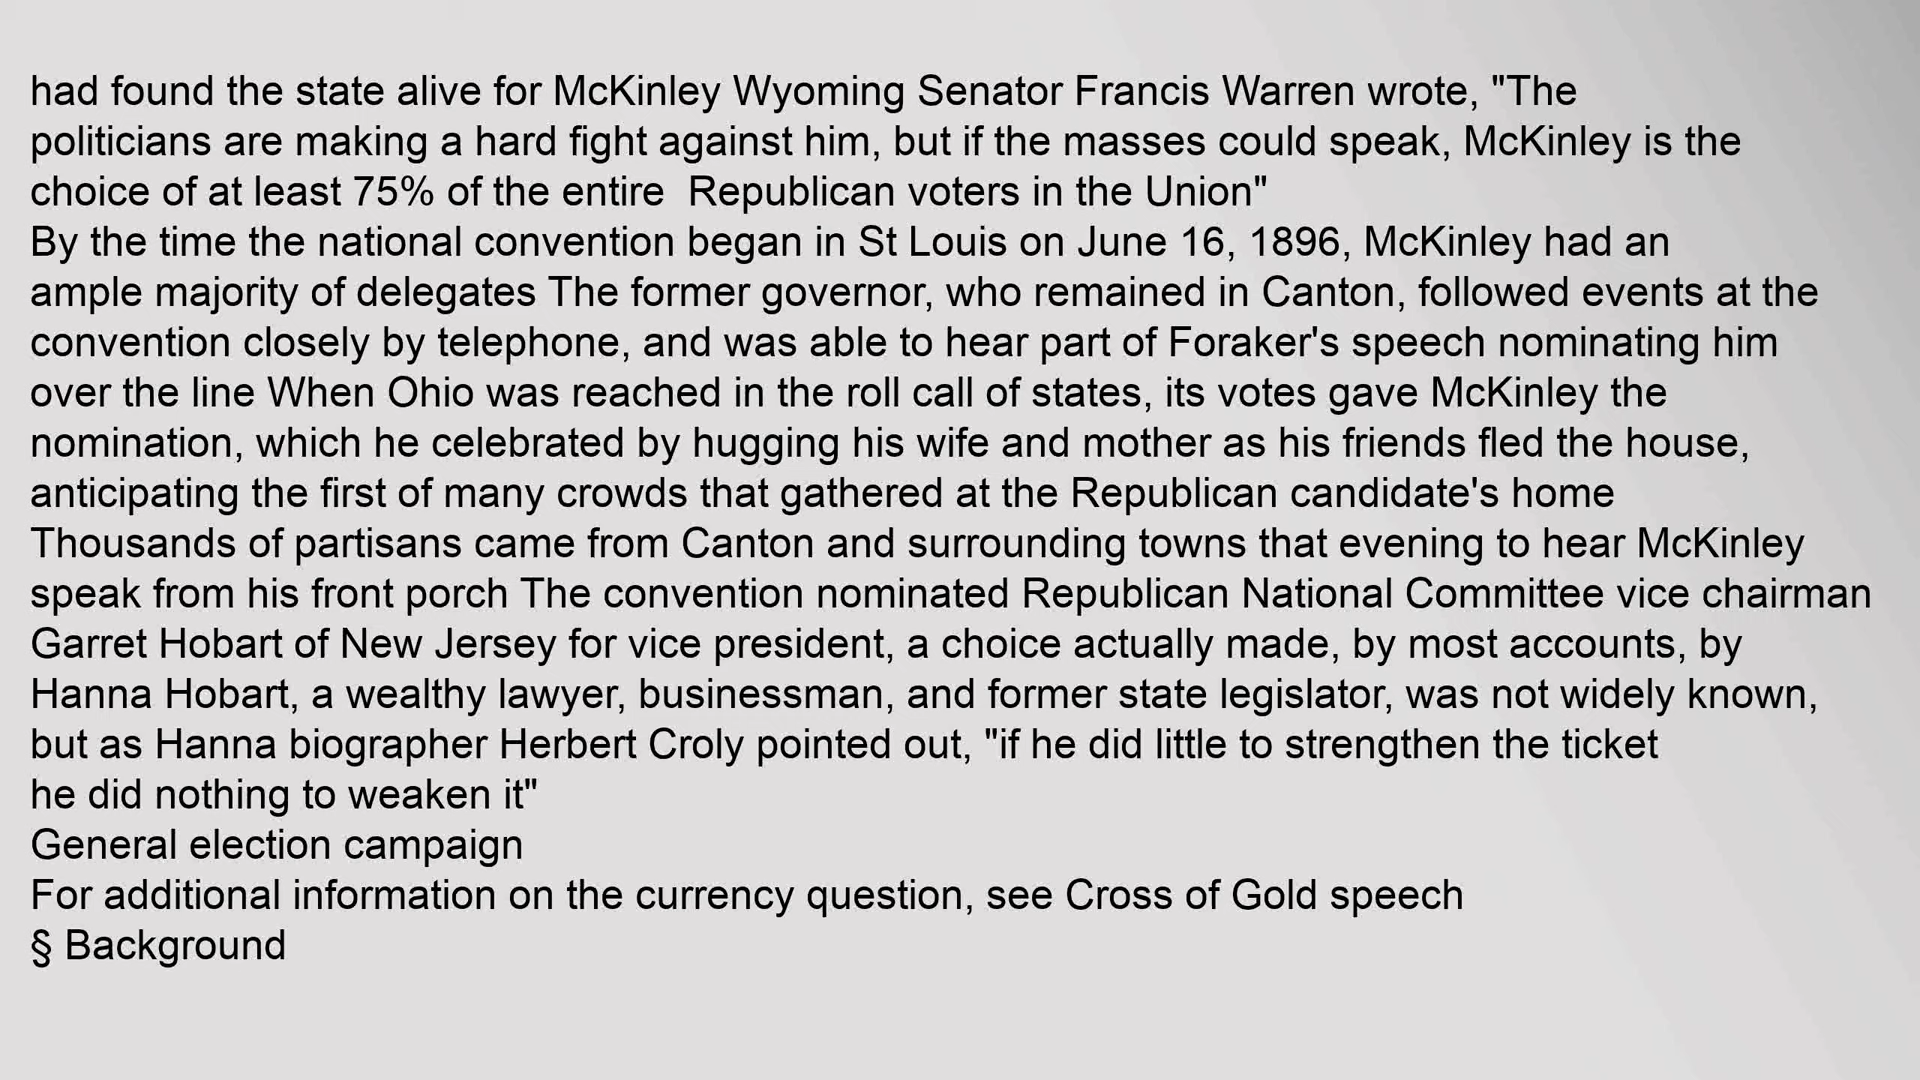 had found the state alive for McKinley Wyoming Senator Francis Warren wrote, "The
politicians are making a hard fight against him, but if the masses could speak, McKinley is the
choice of at least 75% of the entire  Republican voters in the Union"
By the time the national convention began in St Louis on June 16, 1896, McKinley had an
ample majority of delegates The former governor, who remained in Canton, followed events at the
convention closely by telephone, and was able to hear part of Foraker's speech nominating him
over the line When Ohio was reached in the roll call of states, its votes gave McKinley the
nomination, which he celebrated by hugging his wife and mother as his friends fled the house,
anticipating the first of many crowds that gathered at the Republican candidate's home
Thousands of partisans came from Canton and surrounding towns that evening to hear McKinley
speak from his front porch The convention nominated Republican National Committee vice chairman
Garret Hobart of New Jersey for vice president, a choice actually made, by most accounts, by
Hanna Hobart, a wealthy lawyer, businessman, and former state legislator, was not widely known,
but as Hanna biographer Herbert Croly pointed out, "if he did little to strengthen the ticket
he did nothing to weaken it"
General election campaign
For additional information on the currency question, see Cross of Gold speech
§ Background